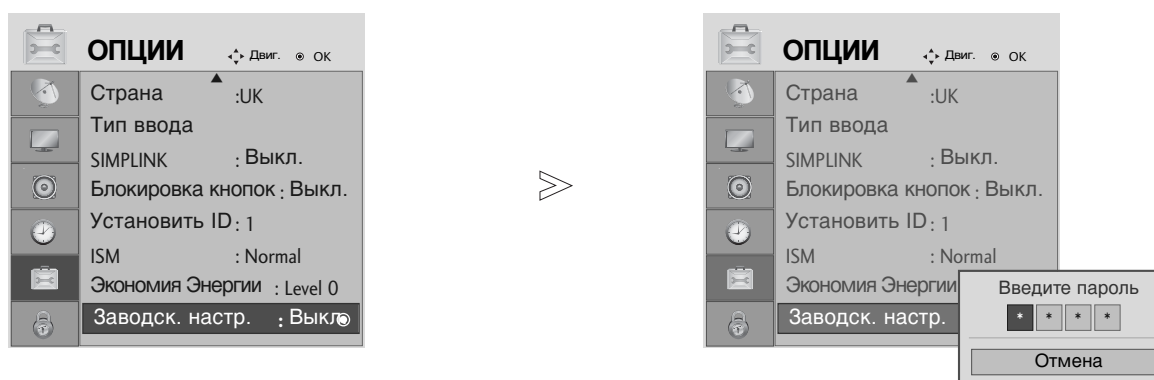 ОПЦИИ Двиг. OK
Страна :UK
Тип ввода
SIMPLINK : Выкл.
Блокировка кнопок : Выкл.
Установить ID : 1
ISM : Normal
Экономия Энергии : Level 0
Заводск. настр. : Выкл
>>
ОПЦИИ Двиг. OK
Страна :UK
Тип ввода
SIMPLINK : Выкл.
Блокировка кнопок : Выкл.
Установить ID : 1
ISM : Normal
Экономия Энергии
Заводск. настр.
Введите пароль
* * * *
Отмена